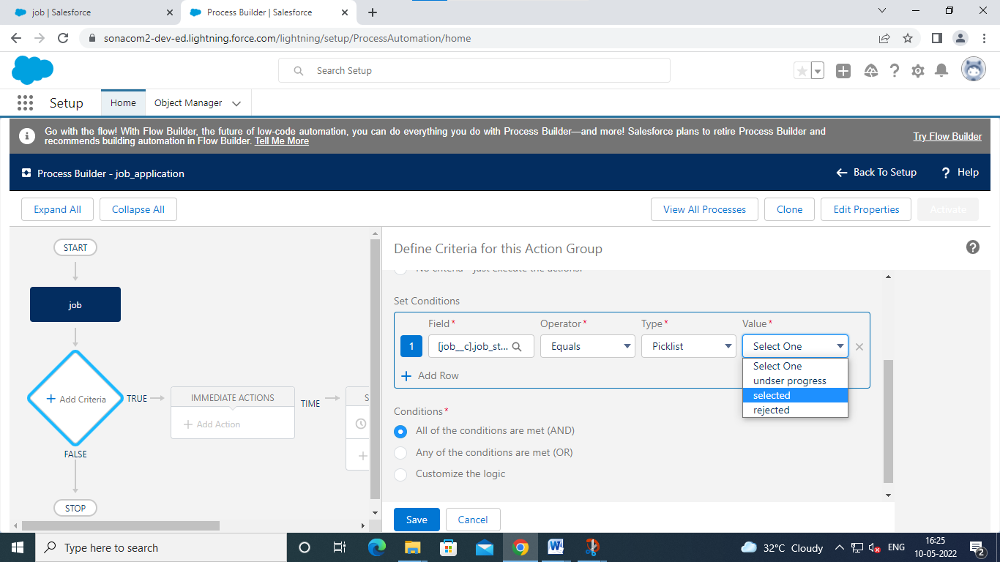 job | Salesforce
Process Builder | Salesforce
sonacom2-dev-ed.lightning.force.com/lightning/setup/ProcessAutomation/home
Search Setup
Setup
Home
Object Manager
Go with the flow! With Flow Builder, the future of low-code automation, you can do everything you do with Process Builder—and more! Salesforce plans to retire Process Builder and
recommends building automation in Flow Builder. Tell Me More
Try Flow Builder
Process Builder - job_application
Back To Setup
? Help
Expand All
Collapse All
View All Processes
Clone
Edit Properties
Activate
START
job
+ Add Criteria
TRUE
IMMEDIATE ACTIONS
+ Add Action
TIME
S
FALSE
STOP
Define Criteria for this Action Group
No criteria—just execute the actions!
Set Conditions
Field*
Operator*
Type*
Value*
1
[job__c].job_st...
Equals
Picklist
Select One
Select One
undser progress
selected
rejected
+ Add Row
Conditions*
All of the conditions are met (AND)
Any of the conditions are met (OR)
Customize the logic
Save
Cancel
Type here to search
32°C Cloudy
ENG
16:25
10-05-2022
2